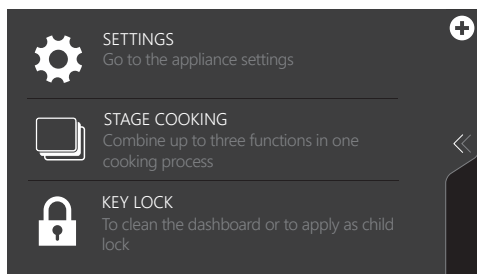 SETTINGS
Go to the appliance settings
STAGE COOKING
Combine up to three functions in one
cooking process
KEY LOCK
To clean the dashboard or to apply as child
lock